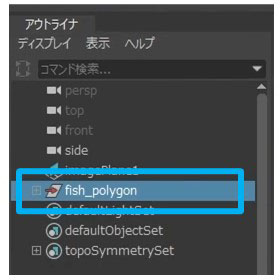 アウトライナ
ディスプレイ 表示 ヘルプ
コマンド検索...
persp
top
front
side
imagePlane1
fish_polygon
defaultLightSet
defaultObjectSet
topoSymmetrySet